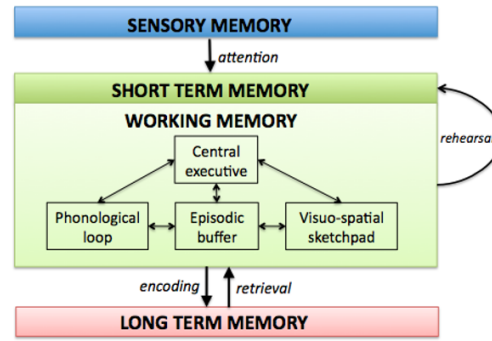 SENSORY MEMORY
attention
SHORT TERM MEMORY
WORKING MEMORY
Central
executive
rehearsal
Phonological
loop
Episodic
buffer
Visuo-spatial
sketchpad
encoding
retrieval
LONG TERM MEMORY